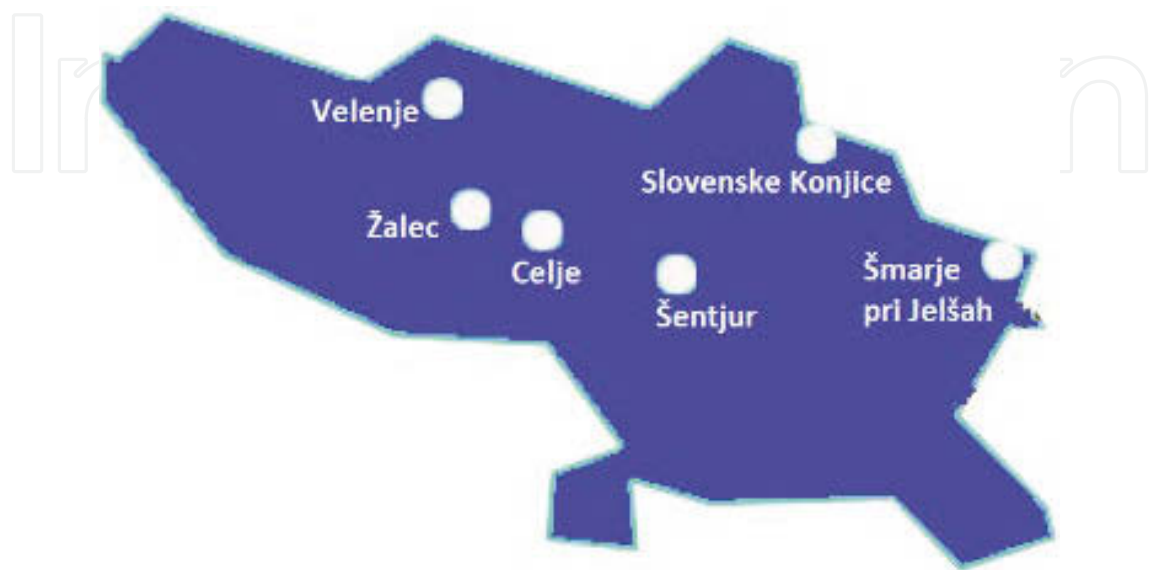 Velenje
Slovenske Konjice
Žalec
Celje
Šmarje
pri Jelšah
Šentjur